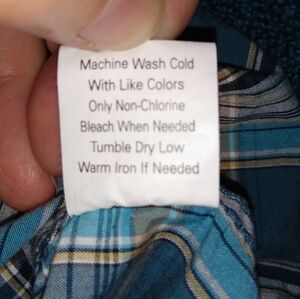 Machine Wash Cold
With Like Colors
Only Non-Chlorine
Bleach When Needed
Tumble Dry Low
Warm Iron If Needed